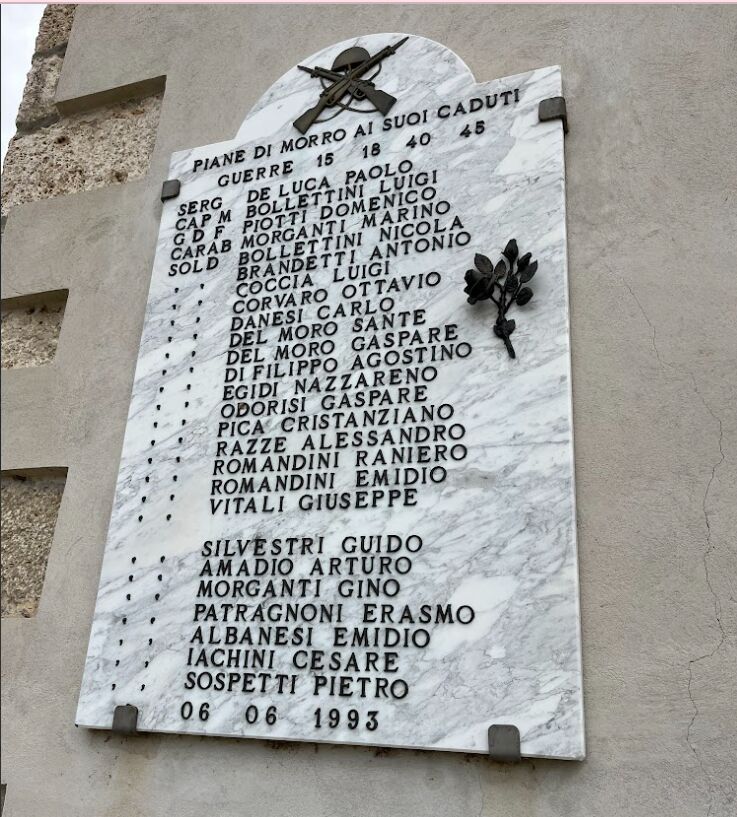 PIANE DI MORRO AI SUOI CADUTI
GUERRE 15 18 40 45
SERG DE LUCA PAOLO
CAP M BOLLETTINI LUIGI
G D F PIOTTI DOMENICO
CARAB MORGANTI MARINO
SOLD BOLLETTINI NICOLA
BRANDETTI ANTONIO
, , COCCIA LUIGI
, , CORVARO OTTAVIO
, , DANESI CARLO
, , DEL MORO SANTE
, , DEL MORO GASPARE
, , DI FILIPPO AGOSTINO
, , EGIDI NAZZARENO
, , ODORISI GASPARE
, , PICA CRISTANZIANO
, , RAZZE ALESSANDRO
, , ROMANDINI RANIERO
, , ROMANDINI EMIDIO
, , VITALI GIUSEPPE
, , SILVESTRI GUIDO
, , AMADIO ARTURO
, , MORGANTI GINO
, , PATRAGNONI ERASMO
, , ALBANESI EMIDIO
, , IACHINI CESARE
, , SOSPETTI PIETRO
06 06 1993